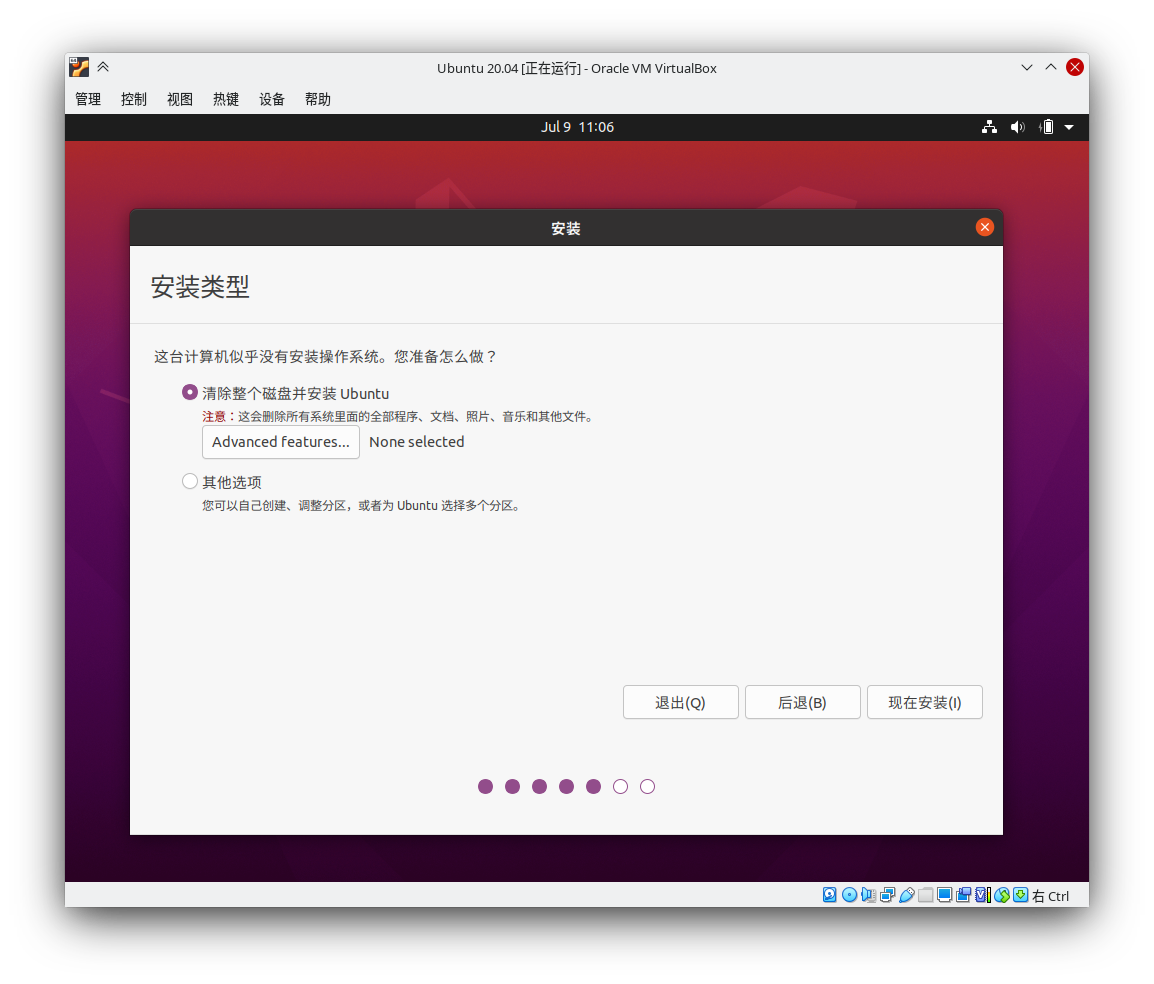 Ubuntu 20.04 [正在运行] - Oracle VM VirtualBox
管理 控制 视图 热键 设备 帮助
Jul 9 11:06
安装
安装类型
这台计算机似乎没有安装操作系统。您准备怎么做？
清除整个磁盘并安装 Ubuntu
注意：这会删除所有系统里面的全部程序、文档、照片、音乐和其他文件。
Advanced features... None selected
其他选项
您可以自己创建、调整分区，或者为 Ubuntu 选择多个分区。
退出(Q) 后退(B) 现在安装(I)
右 Ctrl